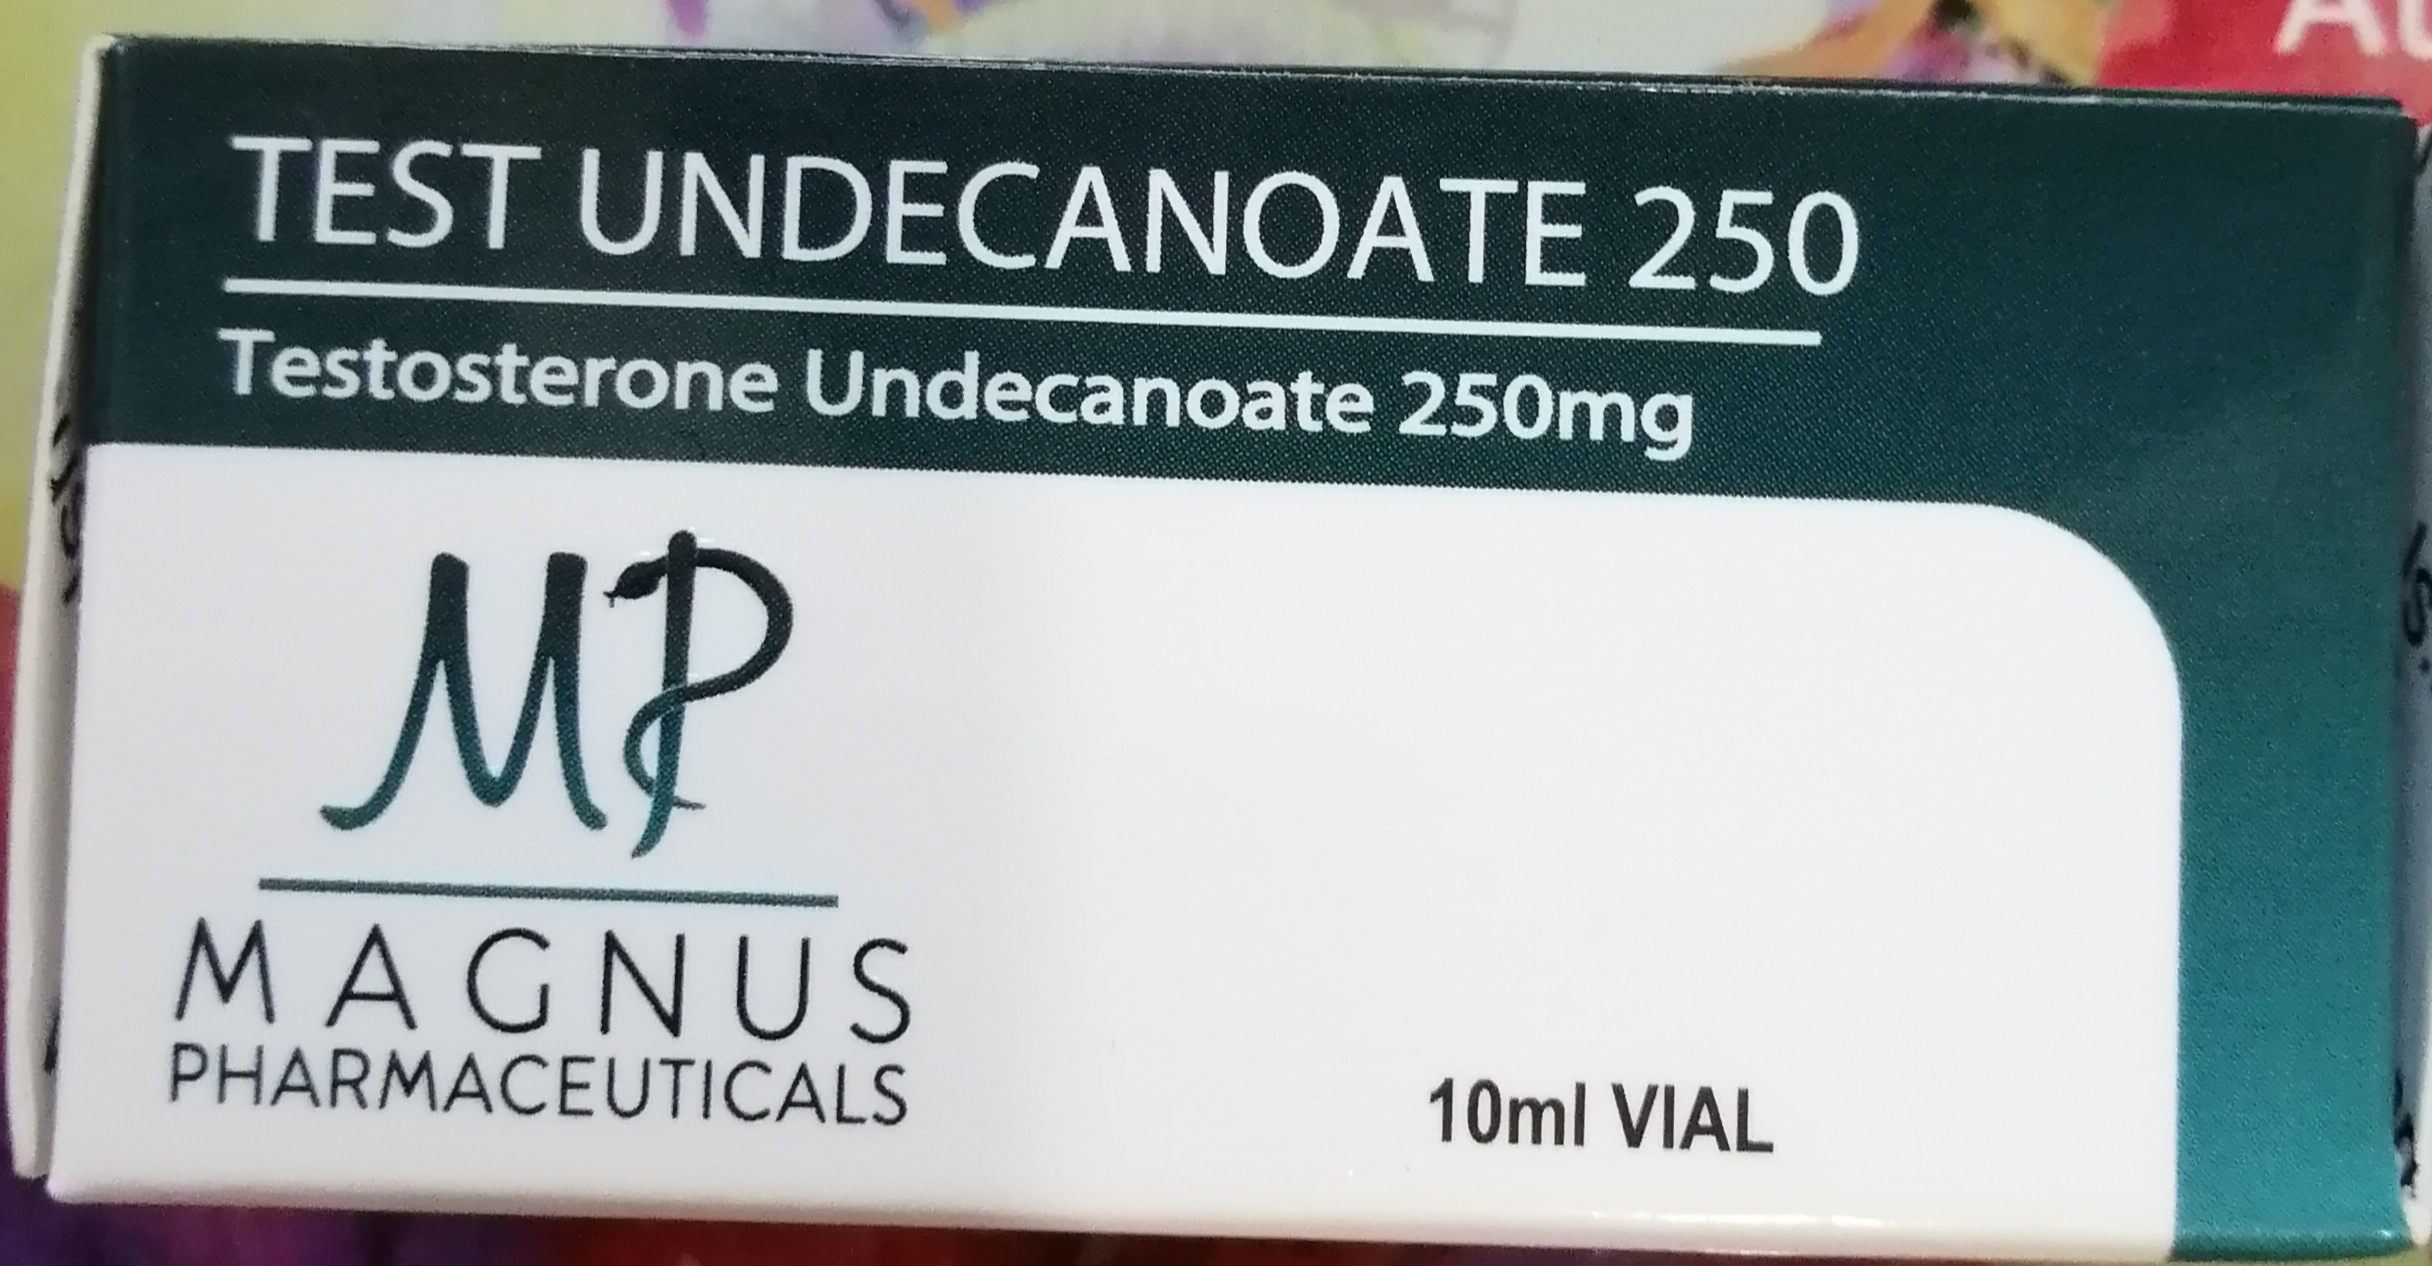 TEST UNDECANOATE 250
Testosterone Undecanoate 250mg
MP
MAGNUS
PHARMACEUTICALS
10ml VIAL